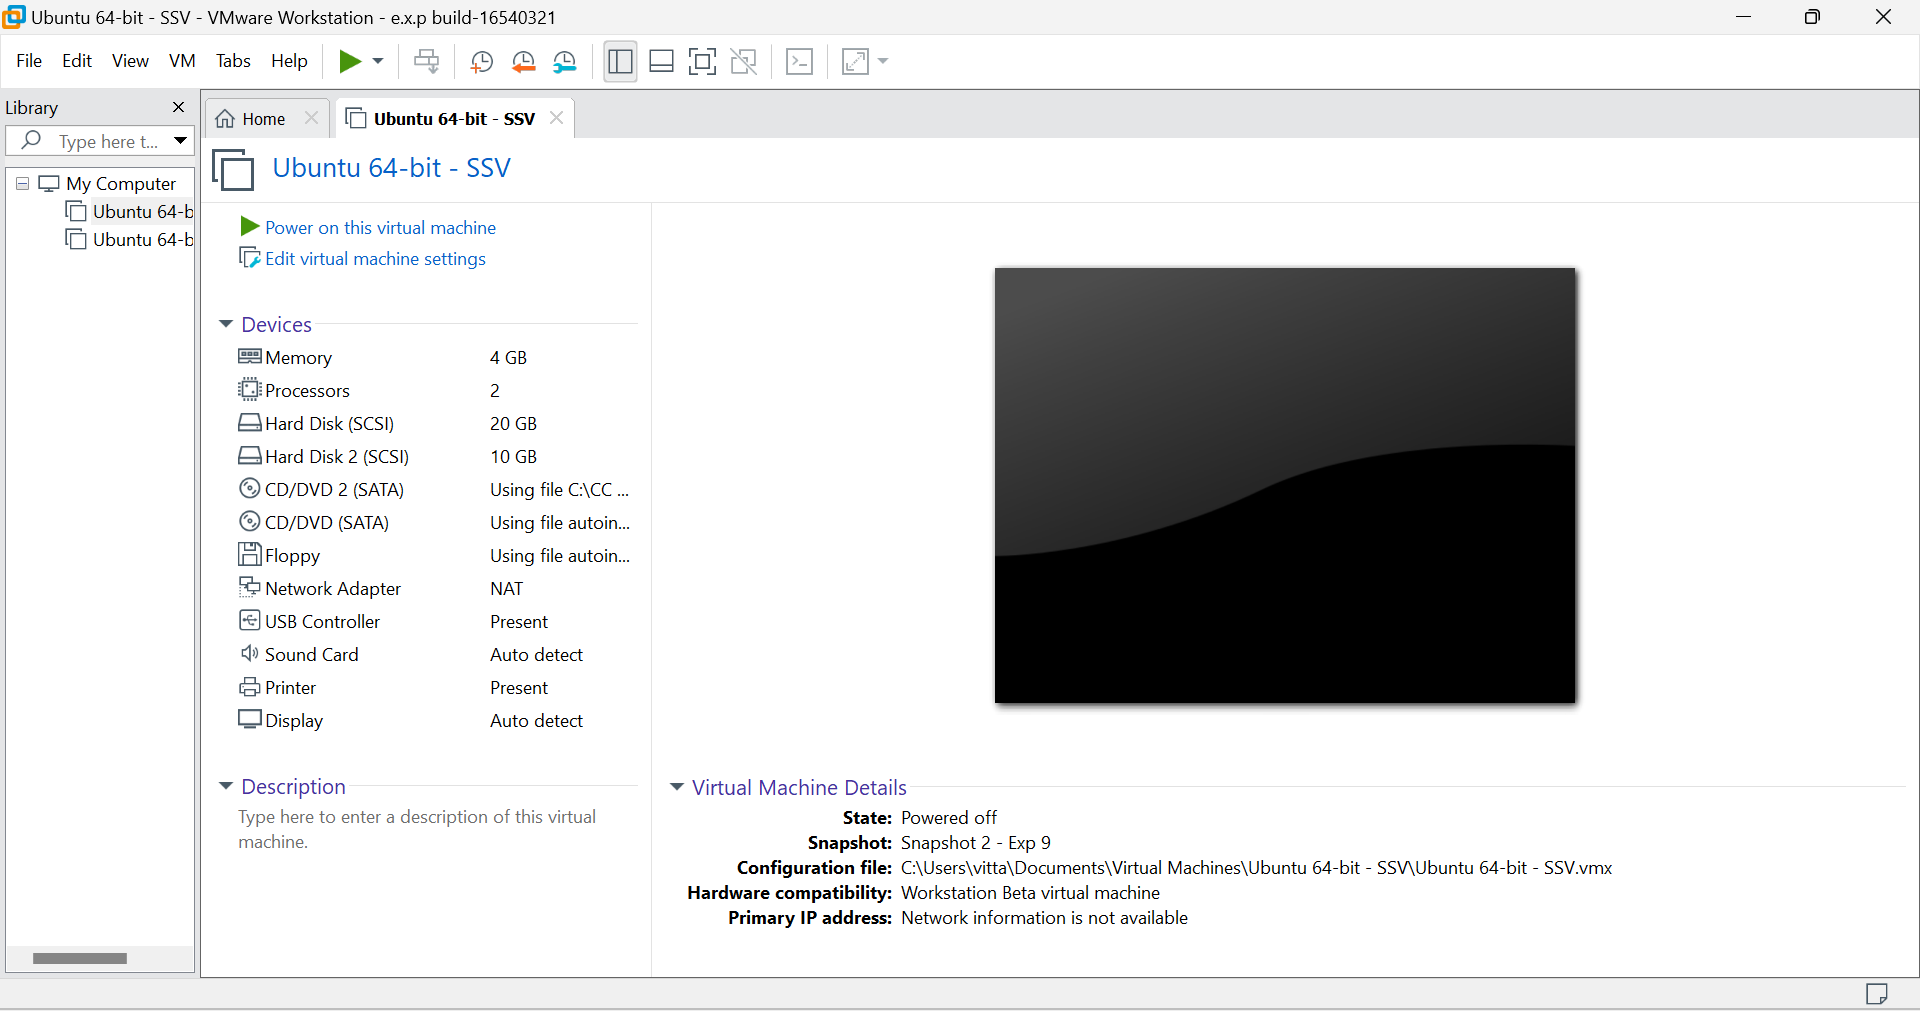 Ubuntu 64-bit - SSV - VMware Workstation - e.x.p build-16540321
File Edit View VM Tabs Help
Library
Type here t...
My Computer
Ubuntu 64-b
Ubuntu 64-b
Home
Ubuntu 64-bit - SSV
Ubuntu 64-bit - SSV
Power on this virtual machine
Edit virtual machine settings
Devices
Memory 4 GB
Processors 2
Hard Disk (SCSI) 20 GB
Hard Disk 2 (SCSI) 10 GB
CD/DVD 2 (SATA) Using file C:\CC ...
CD/DVD (SATA) Using file autoin...
Floppy Using file autoin...
Network Adapter NAT
USB Controller Present
Sound Card Auto detect
Printer Present
Display Auto detect
Description
Type here to enter a description of this virtual
machine.
Virtual Machine Details
State: Powered off
Snapshot: Snapshot 2 - Exp 9
Configuration file: C:\Users\vitta\Documents\Virtual Machines\Ubuntu 64-bit - SSV\Ubuntu 64-bit - SSV.vmx
Hardware compatibility: Workstation Beta virtual machine
Primary IP address: Network information is not available